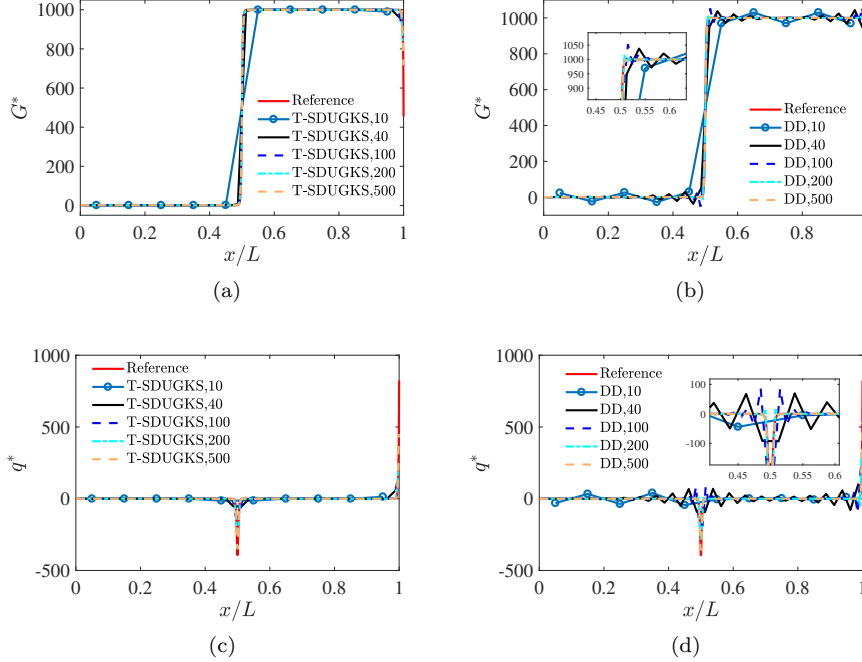 1000
800
600
400
200
0
G*
Reference
T-SDUGKS,10
T-SDUGKS,40
T-SDUGKS,100
T-SDUGKS,200
T-SDUGKS,500
0 0.2 0.4 0.6 0.8 1
x/L
(a)
1000
800
600
400
200
0
G*
1050
1000
950
900
0.43 0.5 0.55 0.6
Reference
DD,10
DD,40
DD,100
DD,200
DD,500
0 0.2 0.4 0.6 0.8 1
x/L
(b)
1000
500
0
-500
q*
Reference
T-SDUGKS,10
T-SDUGKS,40
T-SDUGKS,100
T-SDUGKS,200
T-SDUGKS,500
0 0.2 0.4 0.6 0.8 1
x/L
(c)
1000
500
0
-500
q*
Reference
DD,10
DD,40
DD,100
DD,200
DD,500
100
0
-100
0.45 0.5 0.55 0.6
0 0.2 0.4 0.6 0.8 1
x/L
(d)